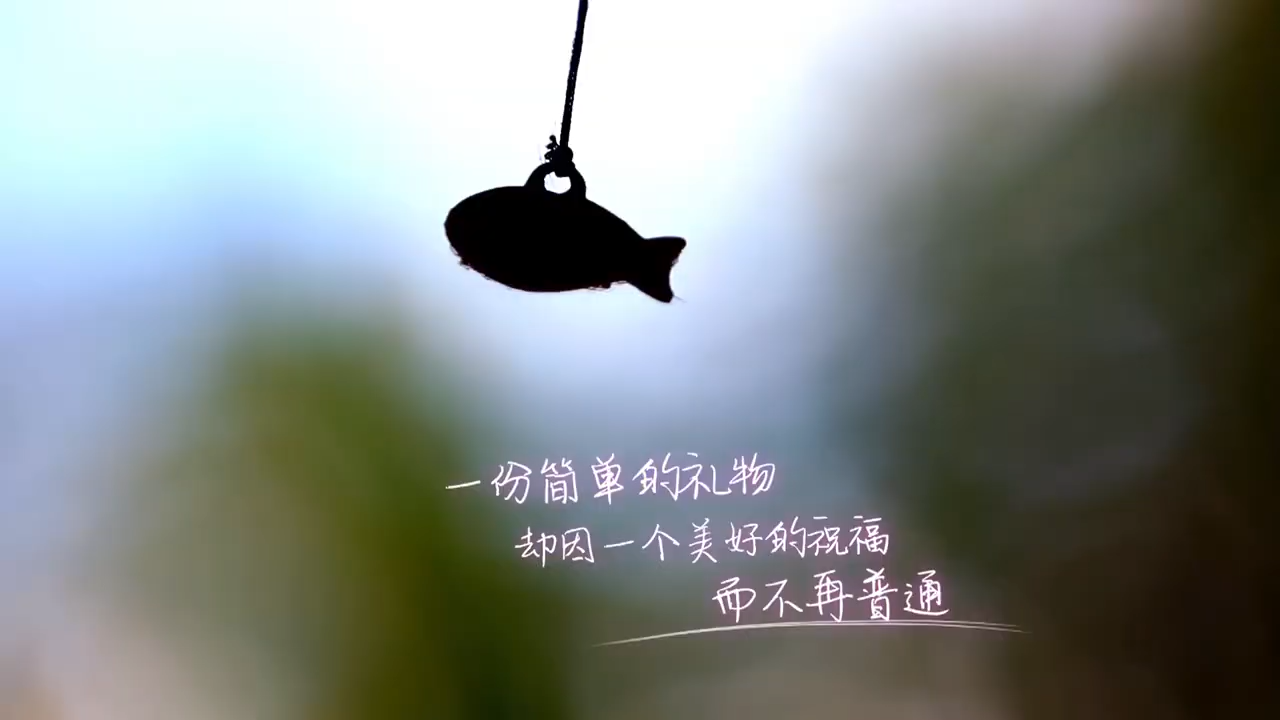 一份简单的礼物
却因一个美好的祝福
而不再普通